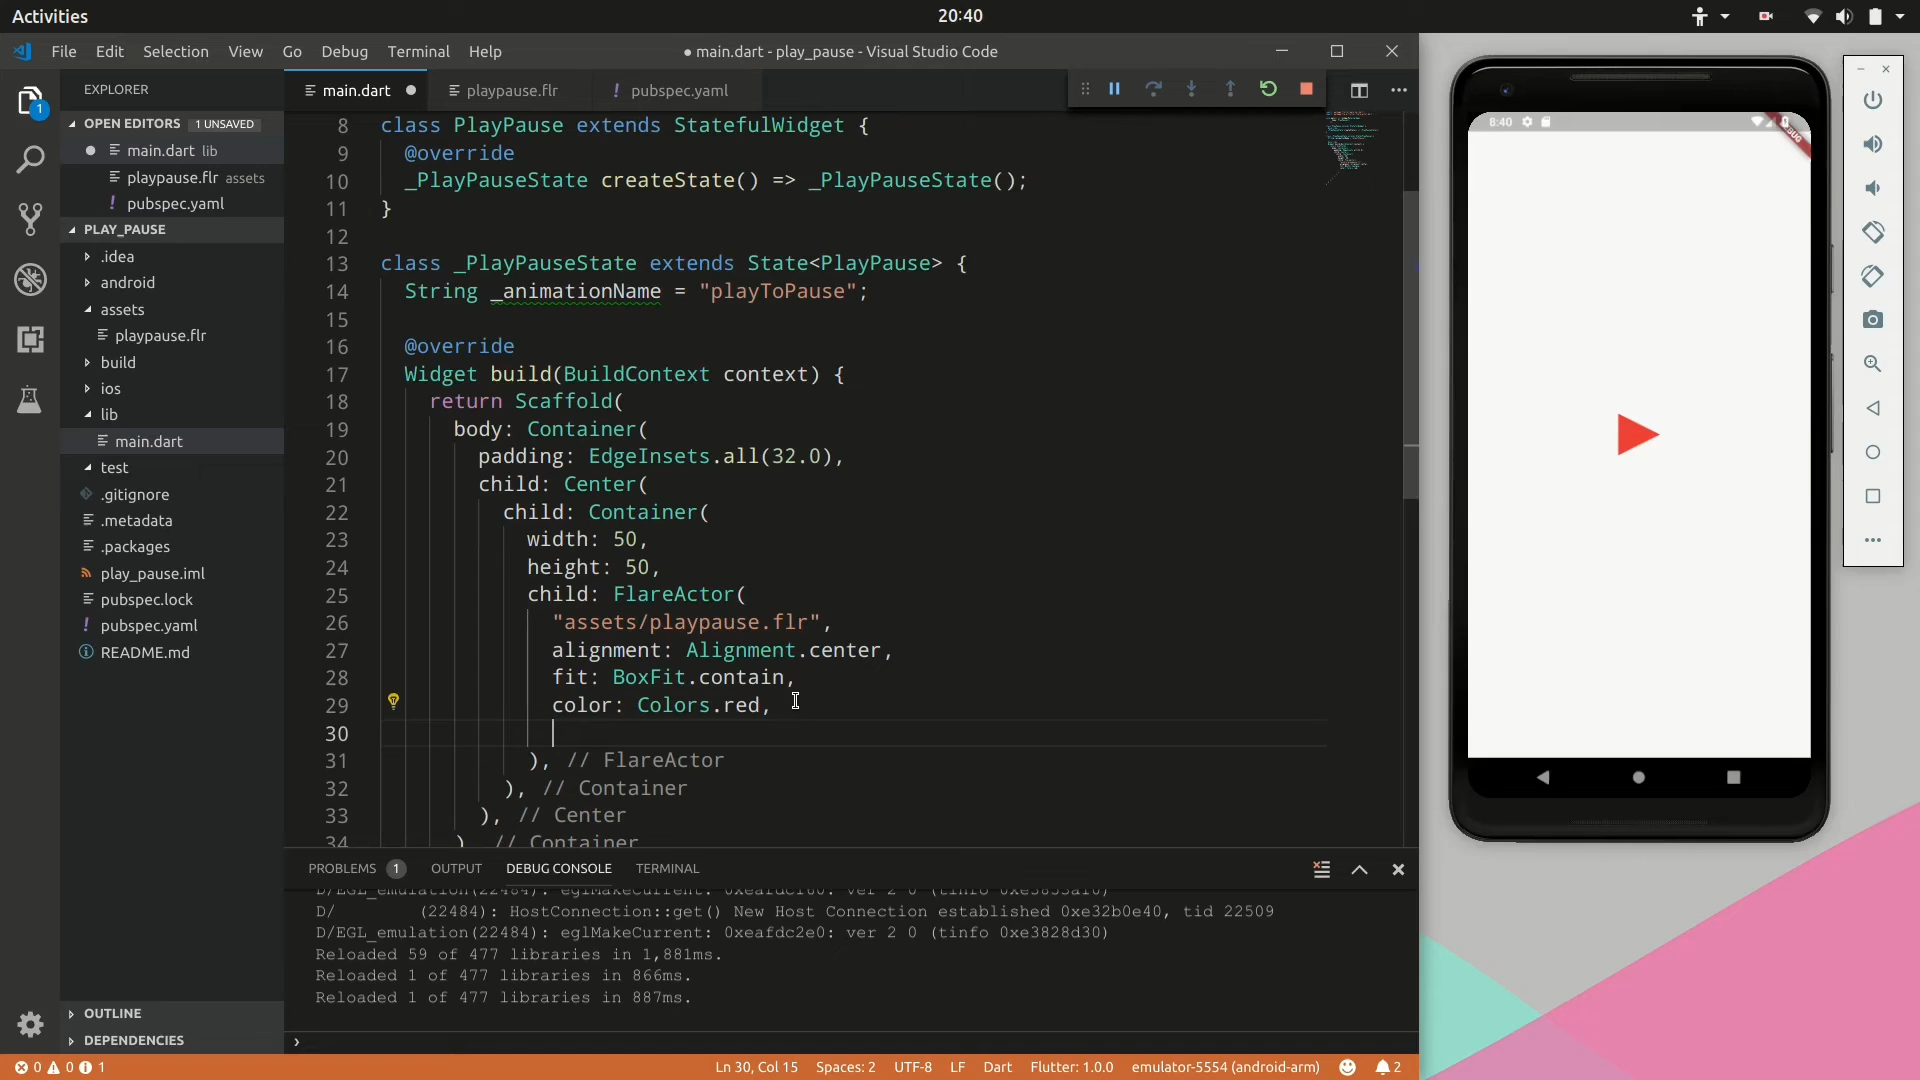 Activities
20:40
File Edit Selection View Go Debug Terminal Help
● main.dart - play_pause - Visual Studio Code
EXPLORER
main.dart
playpause.flr
! pubspec.yaml
1
OPEN EDITORS 1 UNSAVED
main.dart lib
playpause.flr assets
! pubspec.yaml
PLAY_PAUSE
.idea
android
assets
playpause.flr
build
ios
lib
main.dart
test
.gitignore
.metadata
.packages
play_pause.iml
pubspec.lock
! pubspec.yaml
README.md
OUTLINE
DEPENDENCIES
8 class PlayPause extends StatefulWidget {
9 @override
10 _PlayPauseState createState() => _PlayPauseState();
11 }
12
13 class _PlayPauseState extends State<PlayPause> {
14 String _animationName = "playToPause";
15
16 @override
17 Widget build(BuildContext context) {
18 return Scaffold(
19 body: Container(
20 padding: EdgeInsets.all(32.0),
21 child: Center(
22 child: Container(
23 width: 50,
24 height: 50,
25 child: FlareActor(
26 "assets/playpause.flr",
27 alignment: Alignment.center,
28 fit: BoxFit.contain,
29 color: Colors.red,
30
31 ), // FlareActor
32 ), // Container
33 ), // Center
34 ) // Container
PROBLEMS 1 OUTPUT DEBUG CONSOLE TERMINAL
D/EGL_emulation(22484): eglMakeCurrent: 0xeafdcf60: ver 2 0 (tinfo 0xe3853af0)
D/ (22484): HostConnection::get() New Host Connection established 0xe32b0e40, tid 22509
D/EGL_emulation(22484): eglMakeCurrent: 0xeafdc2e0: ver 2 0 (tinfo 0xe3828d30)
Reloaded 59 of 477 libraries in 1,881ms.
Reloaded 1 of 477 libraries in 866ms.
Reloaded 1 of 477 libraries in 887ms.
0 0 1
Ln 30, Col 15 Spaces: 2 UTF-8 LF Dart Flutter: 1.0.0 emulator-5554 (android-arm) 2
8:40